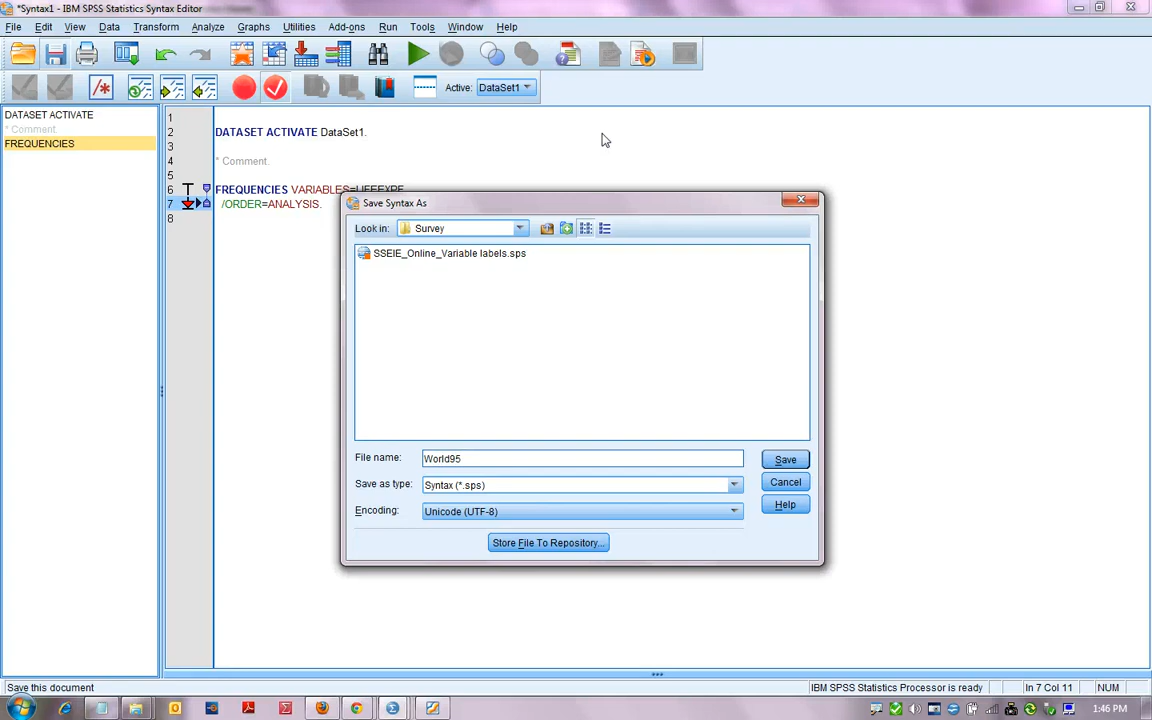 *Syntax1 - IBM SPSS Statistics Syntax Editor
File Edit View Data Transform Analyze Graphs Utilities Add-ons Run Tools Window Help
Active: DataSet1
DATASET ACTIVATE
* Comment.
FREQUENCIES
1
2 DATASET ACTIVATE DataSet1.
3
4 * Comment.
5
6 FREQUENCIES VARIABLES=LIFEEXPF
7 /ORDER=ANALYSIS.
8
Save Syntax As
Look in: Survey
SSEIE_Online_Variable labels.sps
File name: World95 Save
Save as type: Syntax (*.sps) Cancel
Encoding: Unicode (UTF-8) Help
Store File To Repository...
Save this document IBM SPSS Statistics Processor is ready In 7 Col 11 NUM
1:46 PM